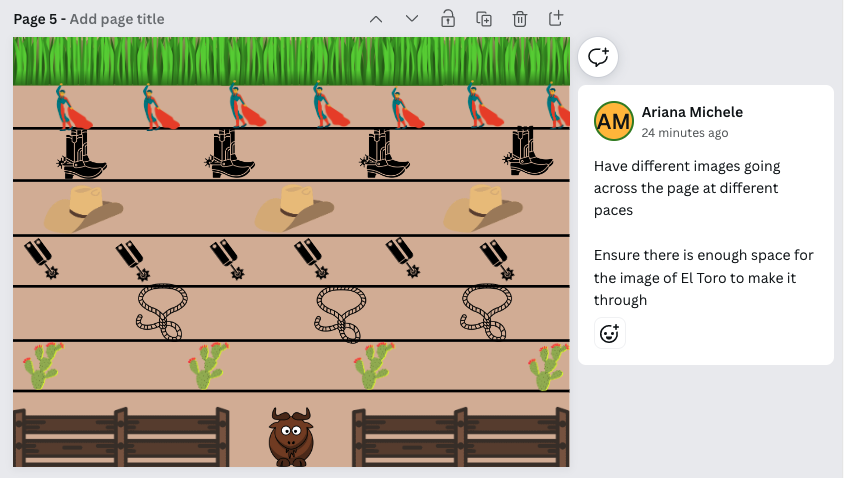 Page 5 - Add page title
AM
Ariana Michele
24 minutes ago
Have different images going
across the page at different
paces
Ensure there is enough space for
the image of El Toro to make it
through